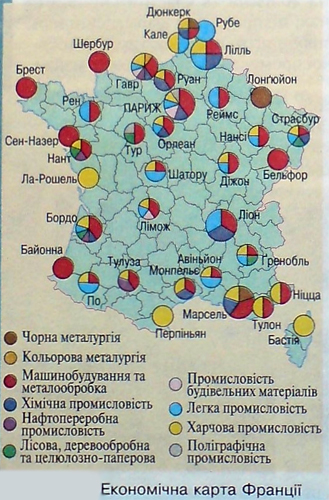 Дюнкерк
Кале
Рубе
Лілль
Шербур
Гавр
Руан
Брест
Лонґюйон
ПАРИЖ
Рен
Реймс
Страсбур
Сен-Назер
Орлеан
Нансі
Тур
Нант
Бельфор
Шатору
Діжон
Ла-Рошель
Бордо
Ліон
Лімож
Байонна
Авіньйон
Гренобль
Тулуза
Монпельє
Ніцца
По
Марсель
Тулон
Перпіньян
Бастія
Чорна металургія
Кольорова металургія
Машинобудування та
металообробка
Хімічна промисловість
Нафтопереробна
промисловість
Лісова, деревообробна
та целюлозно-паперова
Промисловість
будівельних матеріалів
Легка промисловість
Харчова промисловість
Поліграфічна
промисловість
Економічна карта Франції